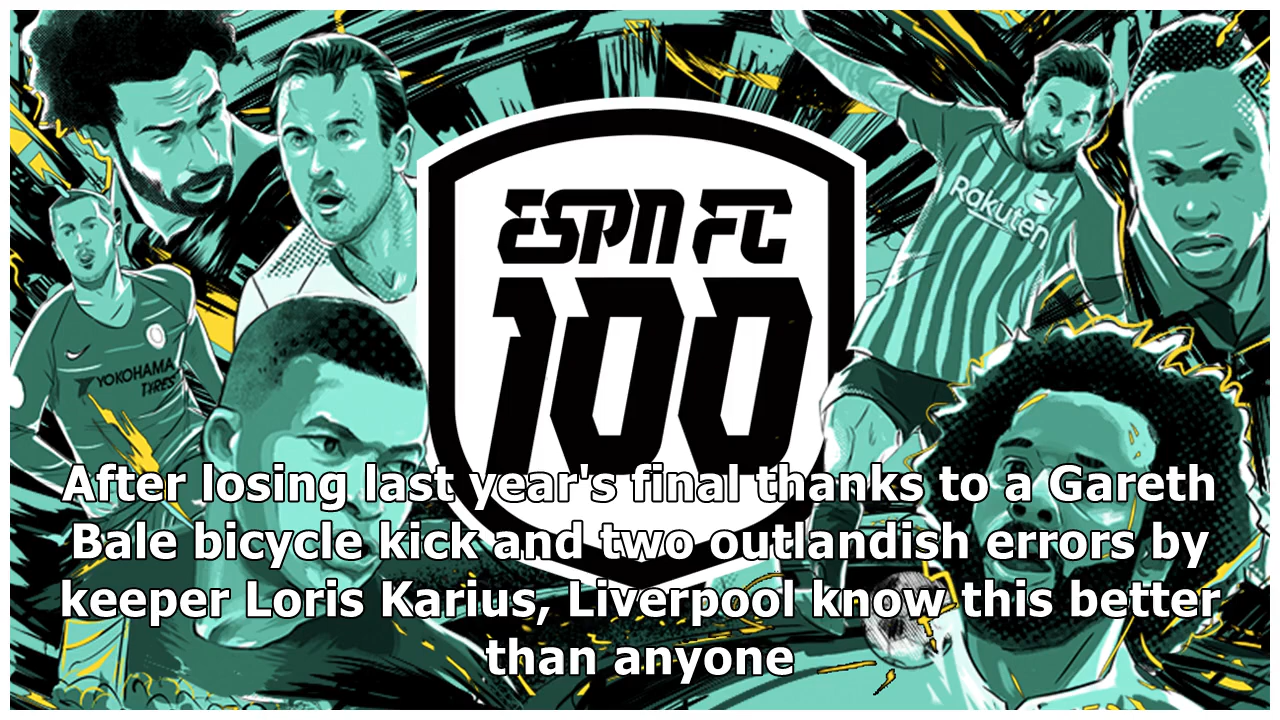 ESPN FC
100
Rakuten
YOKOHAMA
TYRES
After losing last year's final thanks to a Gareth
Bale bicycle kick and two outlandish errors by
keeper Loris Karius, Liverpool know this better
than anyone